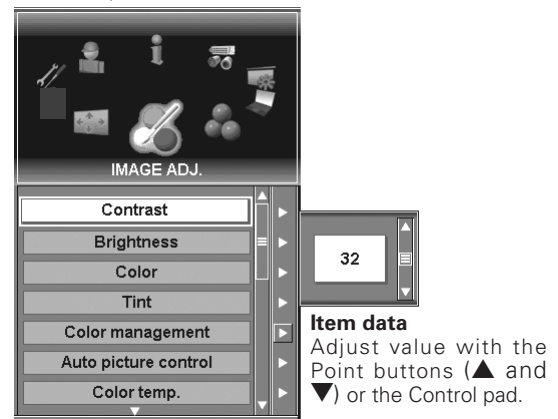 IMAGE ADJ.
Contrast
Brightness
Color
Tint
Color management
Auto picture control
Color temp.
32
Item data
Adjust value with the
Point buttons (▲ and
▼) or the Control pad.